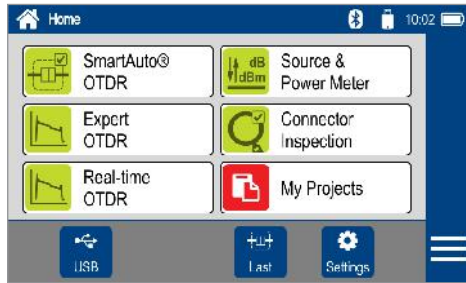 Home 10:02
SmartAuto®
OTDR
dB
dBm
Source &
Power Meter
Expert
OTDR
Connector
Inspection
Real-time
OTDR
My Projects
USB
Last
Settings